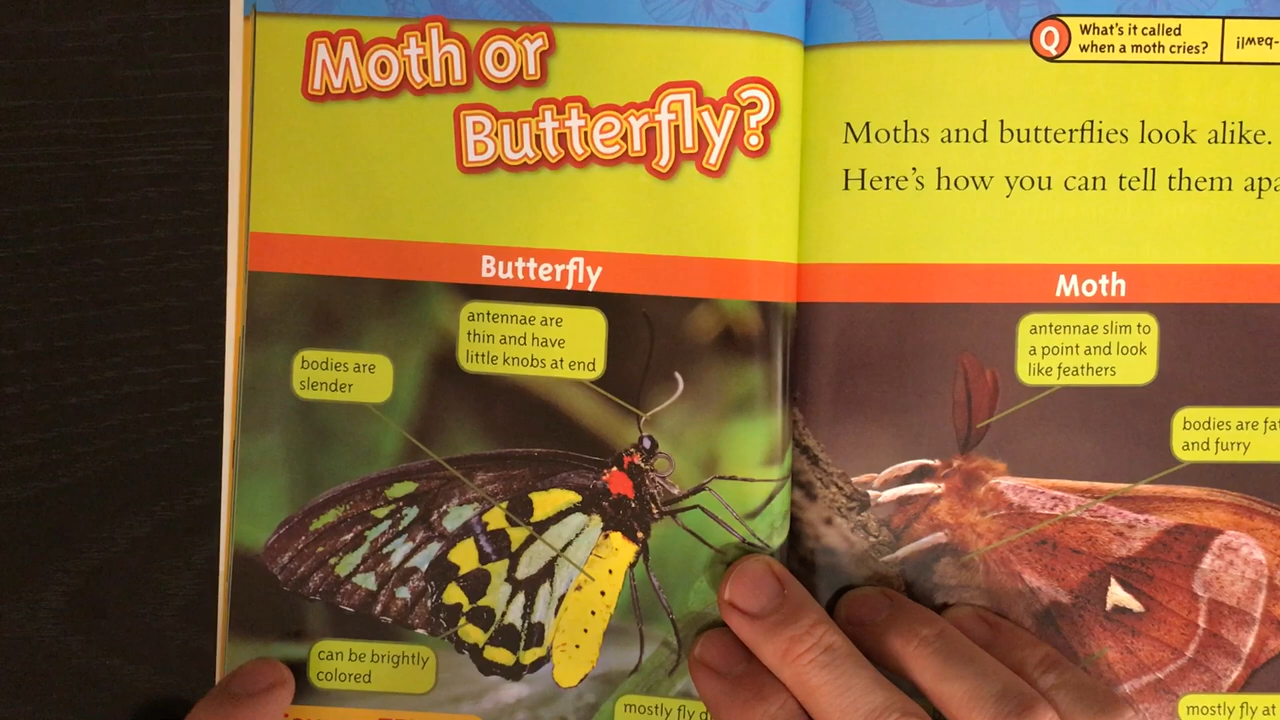 Moth or
Butterfly?
Butterfly
antennae are
thin and have
little knobs at end
bodies are
slender
can be brightly
colored
mostly fly
What's it called
when a moth cries?
Moths and butterflies look alike.
Here's how you can tell them
Moth
antennae slim to
a point and look
like feathers
bodies are
and furry
mostly fly at
Q